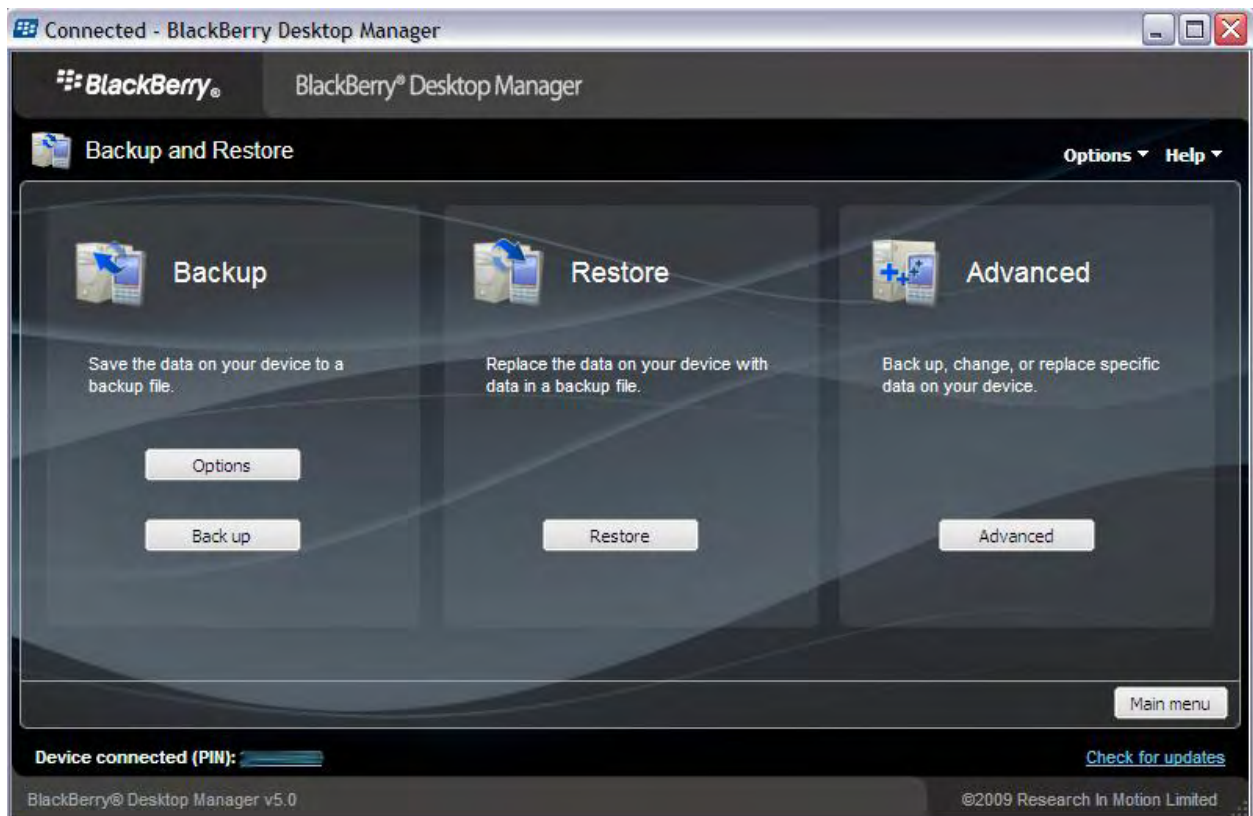 Connected - BlackBerry Desktop Manager
BlackBerry®
BlackBerry® Desktop Manager
Backup and Restore
Options Help
Backup
Save the data on your device to a
backup file.
Options
Back up
Restore
Replace the data on your device with
data in a backup file.
Restore
Advanced
Back up, change, or replace specific
data on your device.
Advanced
Main menu
Device connected (PIN):
Check for updates
BlackBerry® Desktop Manager v5.0
©2009 Research In Motion Limited